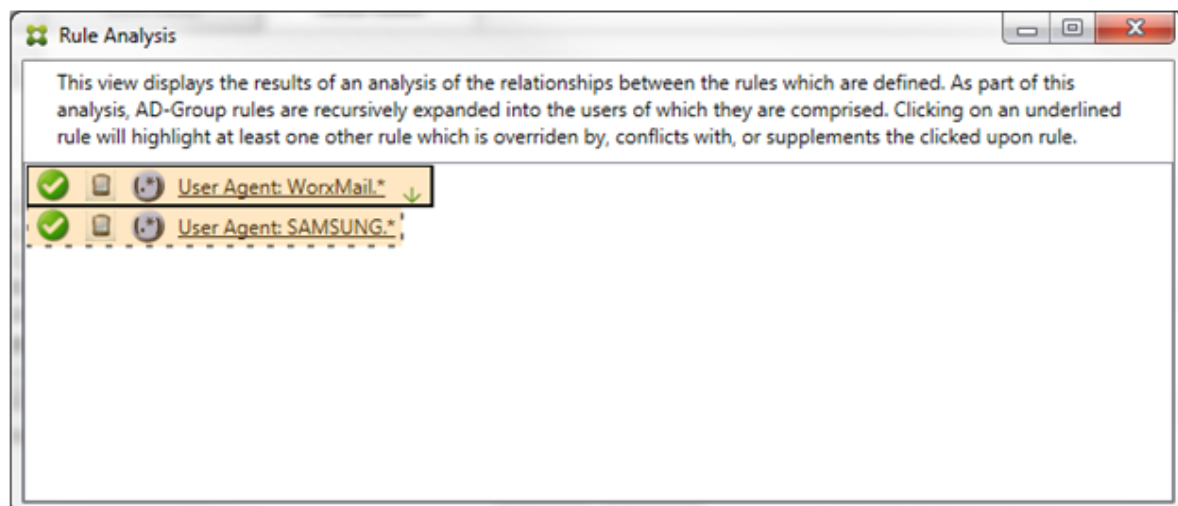 Rule Analysis
This view displays the results of an analysis of the relationships between the rules which are defined. As part of this
analysis, AD-Group rules are recursively expanded into the users of which they are comprised. Clicking on an underlined
rule will highlight at least one other rule which is overriden by, conflicts with, or supplements the clicked upon rule.
(.*) User Agent: WorxMail.*
(.*) User Agent: SAMSUNG.*